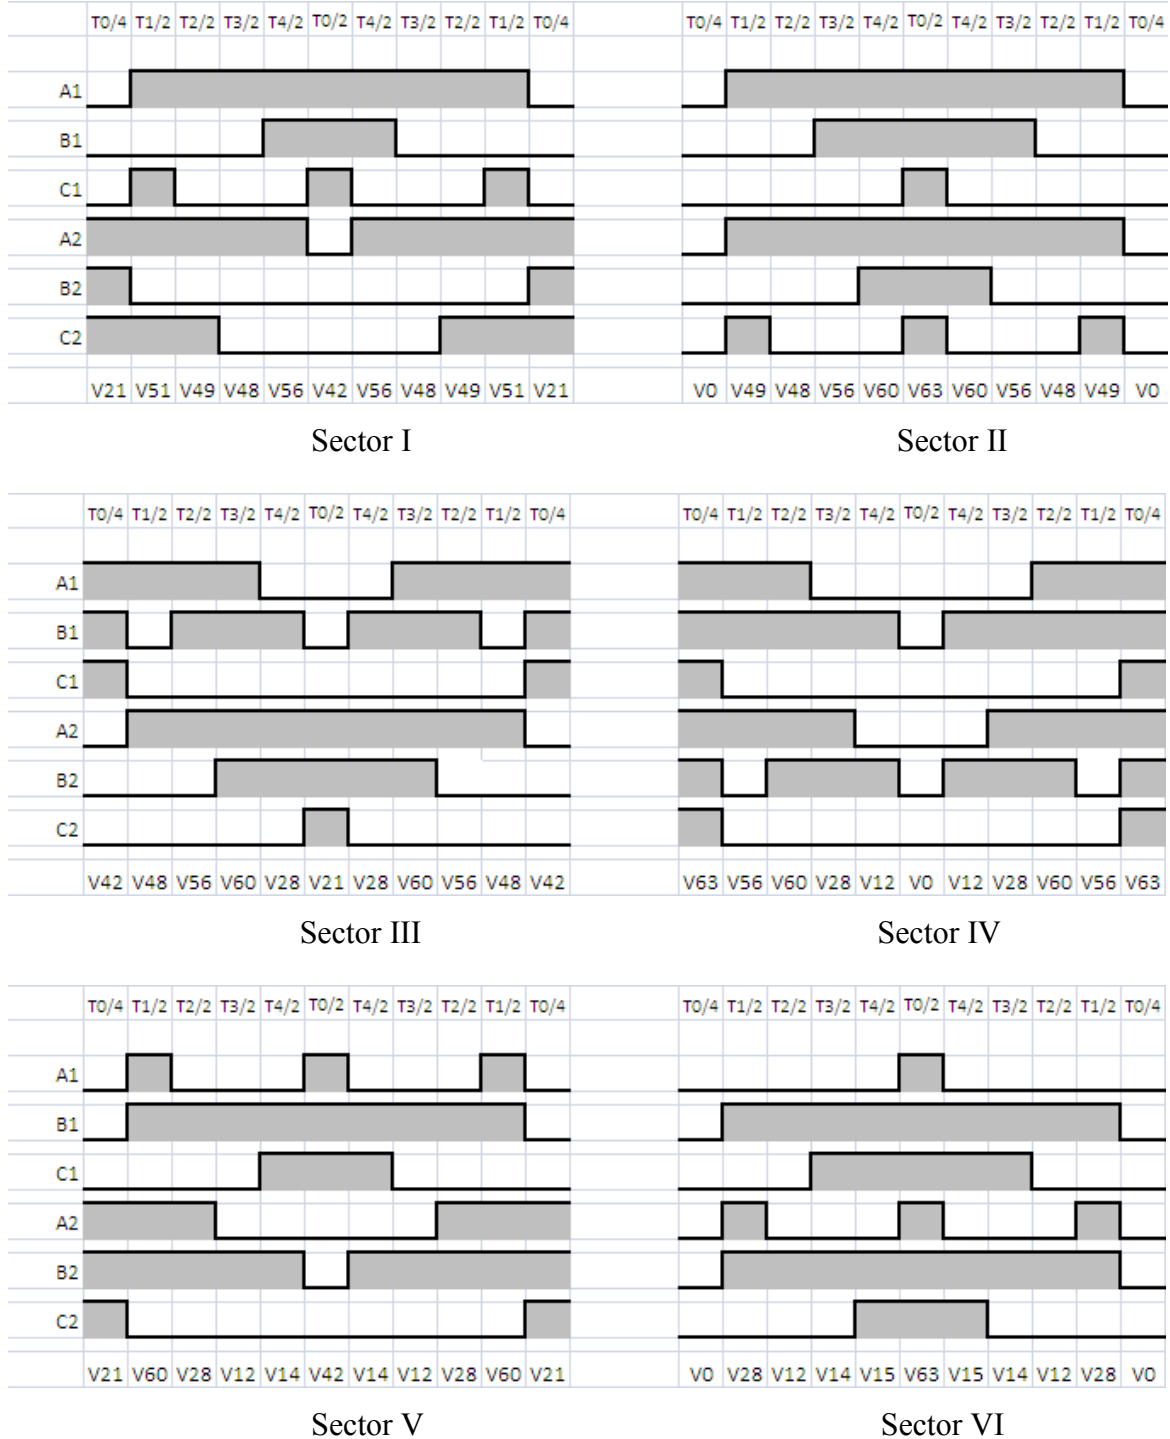 T0/4 T1/2 T2/2 T3/2 T4/2 T0/2 T4/2 T3/2 T2/2 T1/2 T0/4 T0/4 T1/2 T2/2 T3/2 T4/2 T0/2 T4/2 T3/2 T2/2 T1/2 T0/4
A1
B1
C1
A2
B2
C2
V21 V51 V49 V48 V56 V42 V56 V48 V49 V51 V21 V0 V49 V48 V56 V60 V63 V60 V56 V48 V49 V0
Sector I Sector II
T0/4 T1/2 T2/2 T3/2 T4/2 T0/2 T4/2 T3/2 T2/2 T1/2 T0/4 T0/4 T1/2 T2/2 T3/2 T4/2 T0/2 T4/2 T3/2 T2/2 T1/2 T0/4
A1
B1
C1
A2
B2
C2
V42 V48 V56 V60 V28 V21 V28 V60 V56 V48 V42 V63 V56 V60 V28 V12 V0 V12 V28 V60 V56 V63
Sector III Sector IV
T0/4 T1/2 T2/2 T3/2 T4/2 T0/2 T4/2 T3/2 T2/2 T1/2 T0/4 T0/4 T1/2 T2/2 T3/2 T4/2 T0/2 T4/2 T3/2 T2/2 T1/2 T0/4
A1
B1
C1
A2
B2
C2
V21 V60 V28 V12 V14 V42 V14 V12 V28 V60 V21 V0 V28 V12 V14 V15 V63 V15 V14 V12 V28 V0
Sector V Sector VI